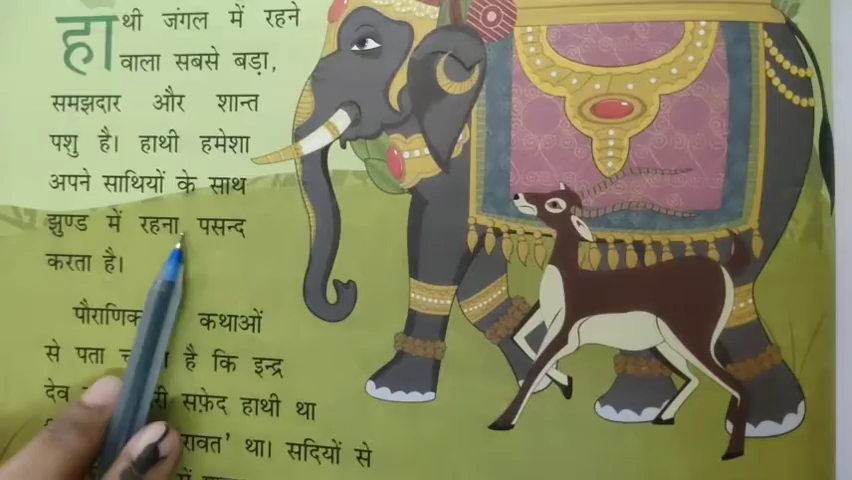 हाथी जंगल में रहने
वाला सबसे बड़ा,
समझदार और शान्त
पशु है। हाथी हमेशा
अपने साथियों के साथ
झुण्ड में रहना पसन्द
करता है।
पौराणिक कथाओं
से पता है कि इन्द्र
देव सफ़ेद हाथी था
था। सदियों से